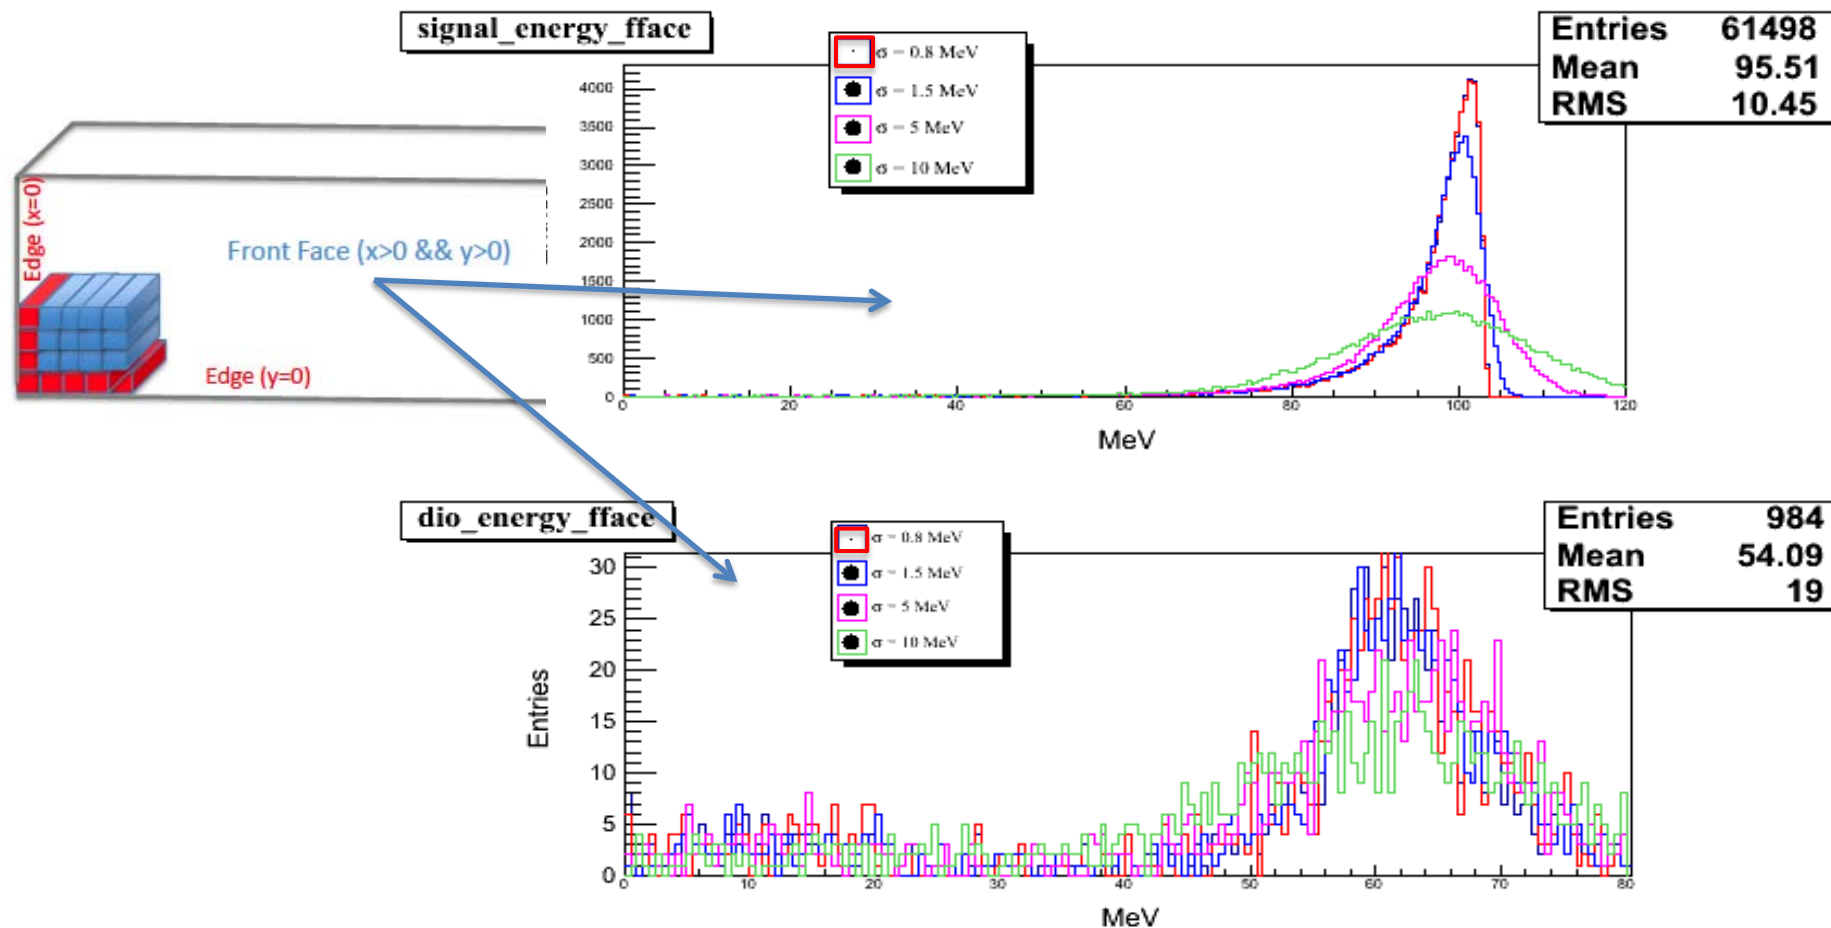 signal_energy_fface
Entries 61498
Mean 95.51
RMS 10.45
σ = 0.8 MeV
σ = 1.5 MeV
σ = 5 MeV
σ = 10 MeV
4000
3500
3000
2500
2000
1500
1000
500
0
0 20 40 60 80 100 120
MeV
Edge (x=0)
Front Face (x>0 && y>0)
Edge (y=0)
dio_energy_fface
Entries 984
Mean 54.09
RMS 19
σ = 0.8 MeV
σ = 1.5 MeV
σ = 5 MeV
σ = 10 MeV
Entries
30
25
20
15
10
5
0
0 10 20 30 40 50 60 70 80
MeV